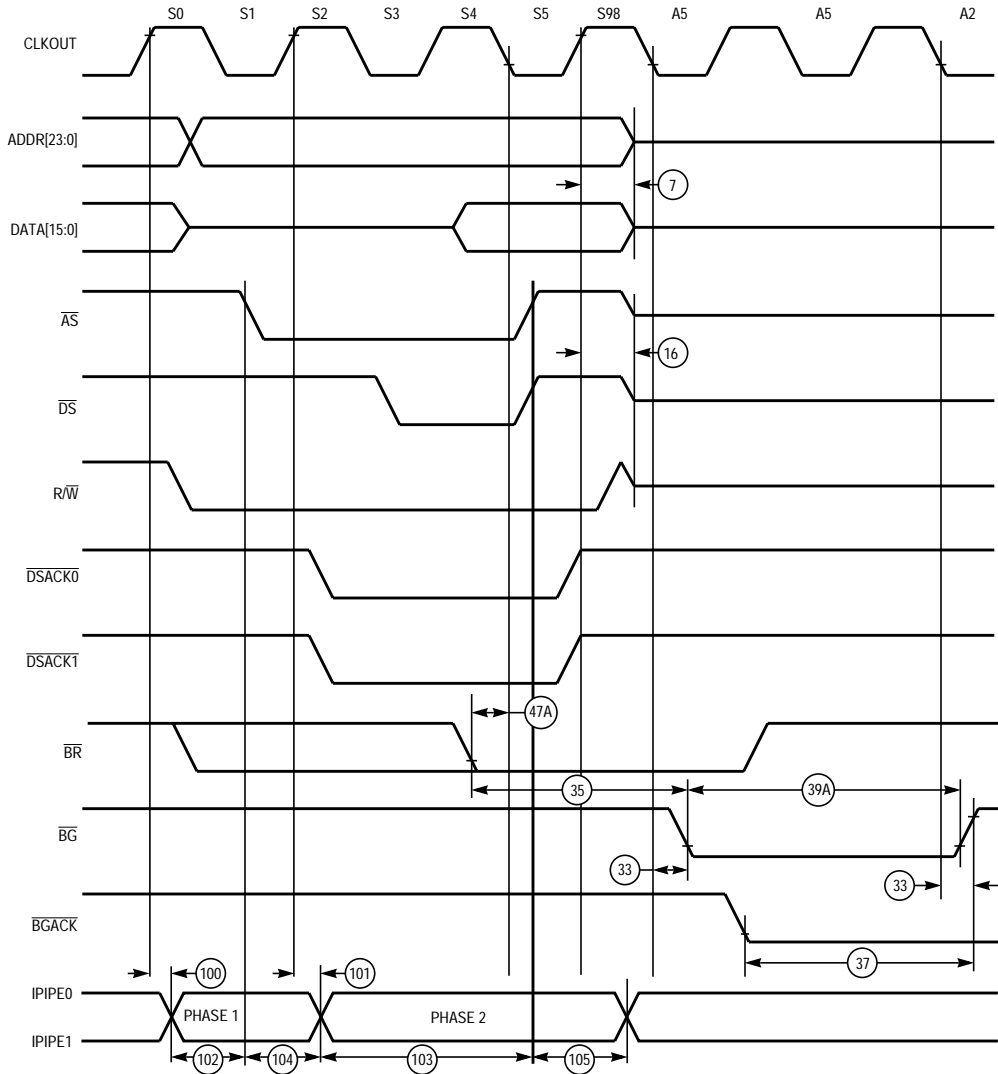 S0 S1 S2 S3 S4 S5 S98 A5 A5 A2
CLKOUT
ADDR[23:0]
7
DATA[15:0]
AS
16
DS
R/W
DSACK0
DSACK1
47A
BR
35 39A
BG
33 33
BGACK
37
100 101
IPIPE0
PHASE 1 PHASE 2
IPIPE1
102 104 103 105